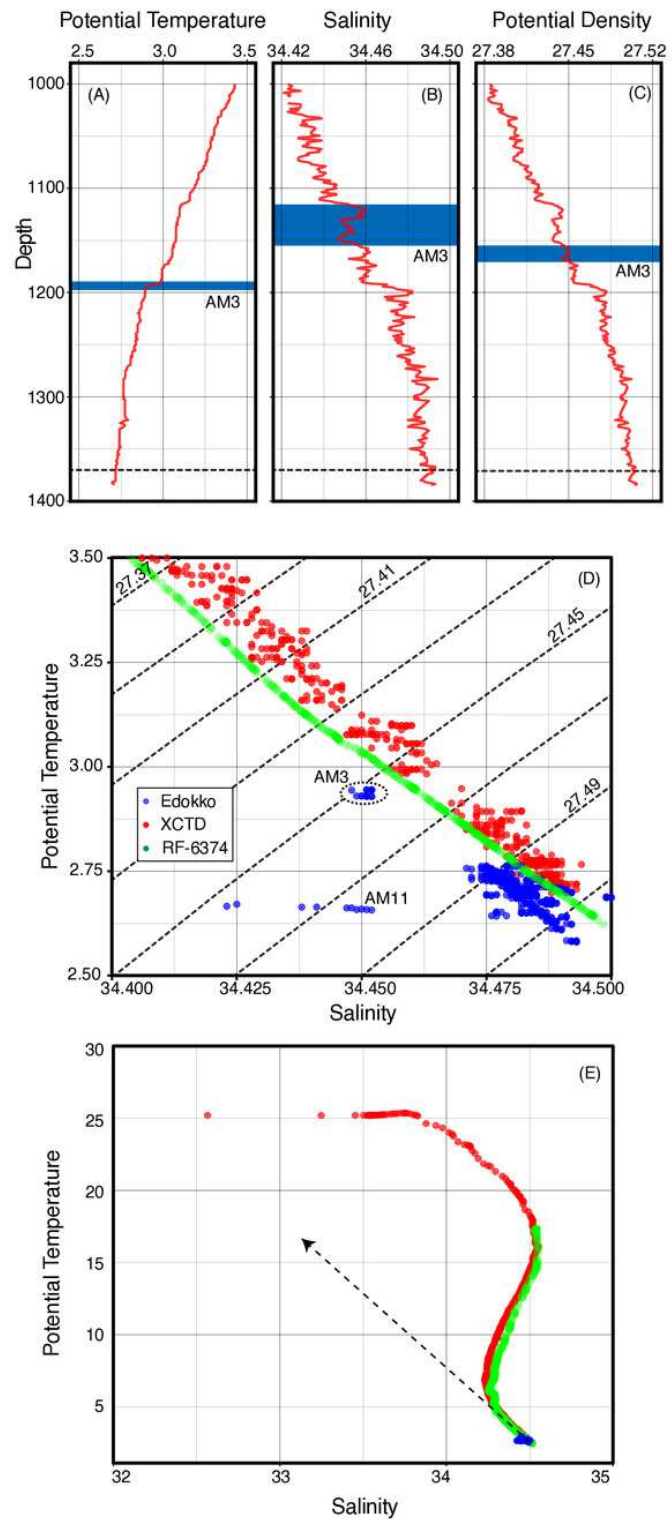 Potential Temperature Salinity Potential Density
2.5 3.0 3.5 34.42 34.46 34.50 27.38 27.45 27.52
1000
(A) (B) (C)
1100
Depth
AM3 AM3
1200
AM3
1300
1400
3.50
(D)
27.37 27.41
27.45
3.25
Potential Temperature
3.00
AM3
27.49
Edokko
XCTD
RF-6374
2.75
AM11
2.50
34.400 34.425 34.450 34.475 34.500
Salinity
30
(E)
25
20
Potential Temperature
15
10
5
32 33 34 35
Salinity